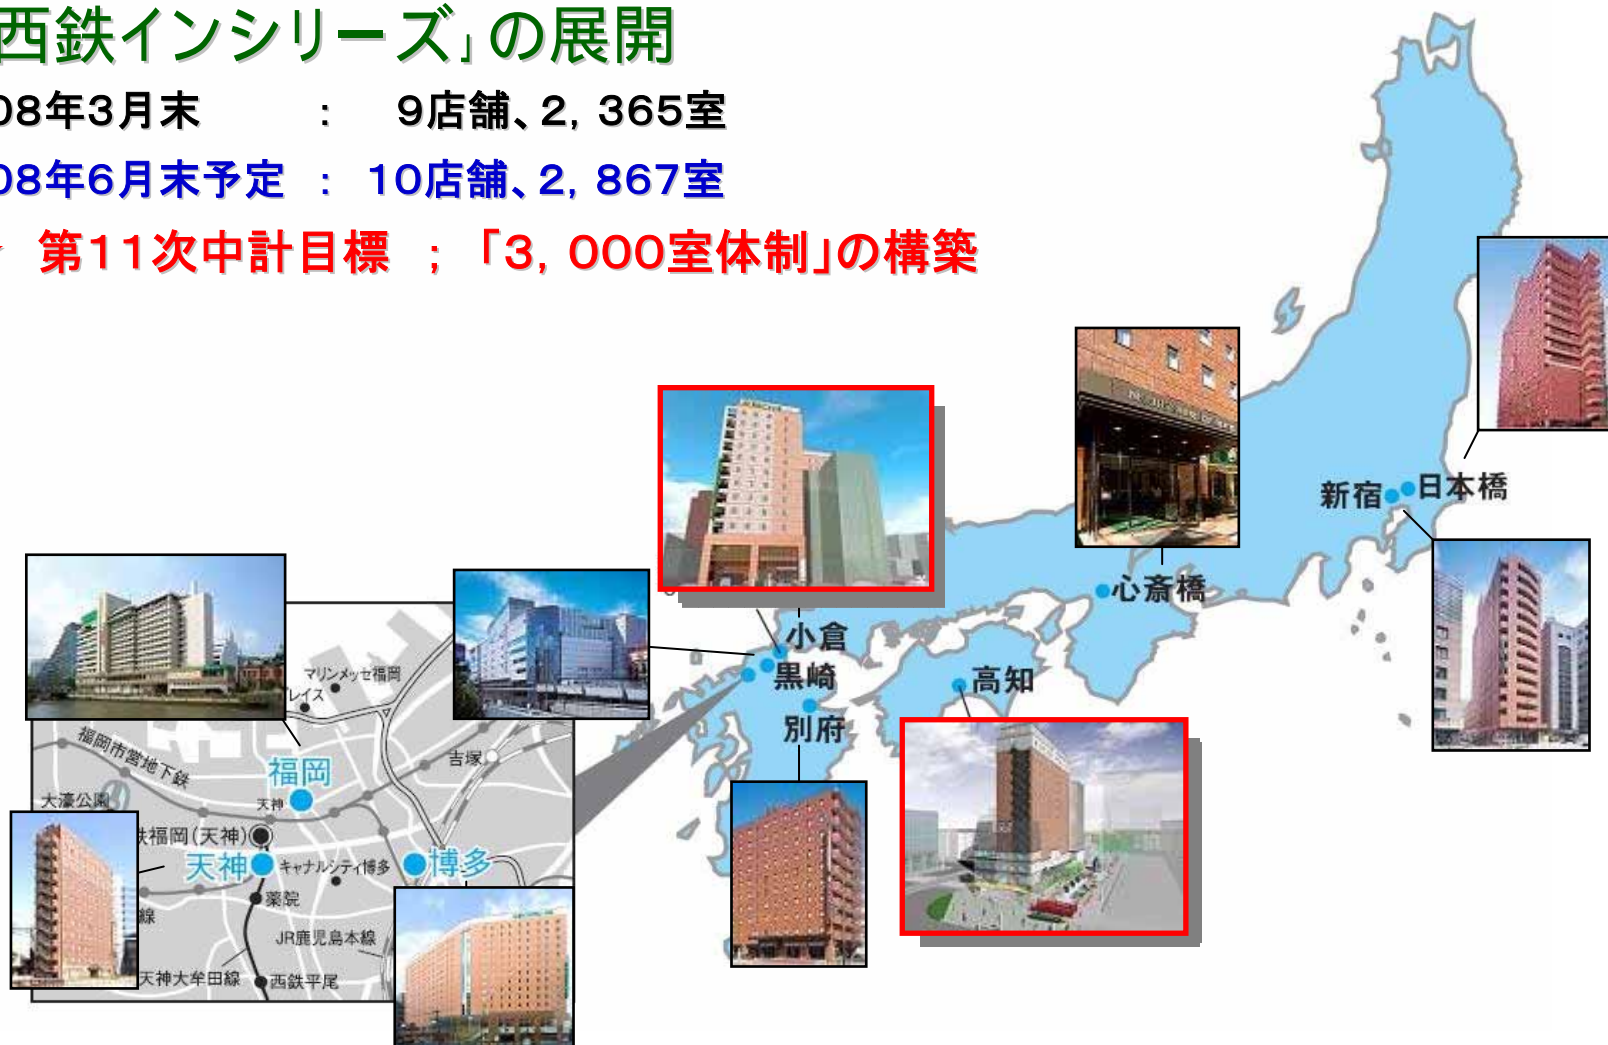 西鉄インシリーズ」の展開
08年3月末 : 9店舗、2,365室
08年6月末予定 : 10店舗、2,867室
第11次中計目標 ; 「3,000室体制」の構築
新宿
日本橋
心斎橋
小倉
黒崎
高知
別府
マリンメッセ福岡
レイス
福岡市営地下鉄
吉塚
福岡
大濠公園
天神
鉄福岡(天神)
天神
キャナルシティ博多
博多
薬院
線
JR鹿児島本線
天神大牟田線
西鉄平尾